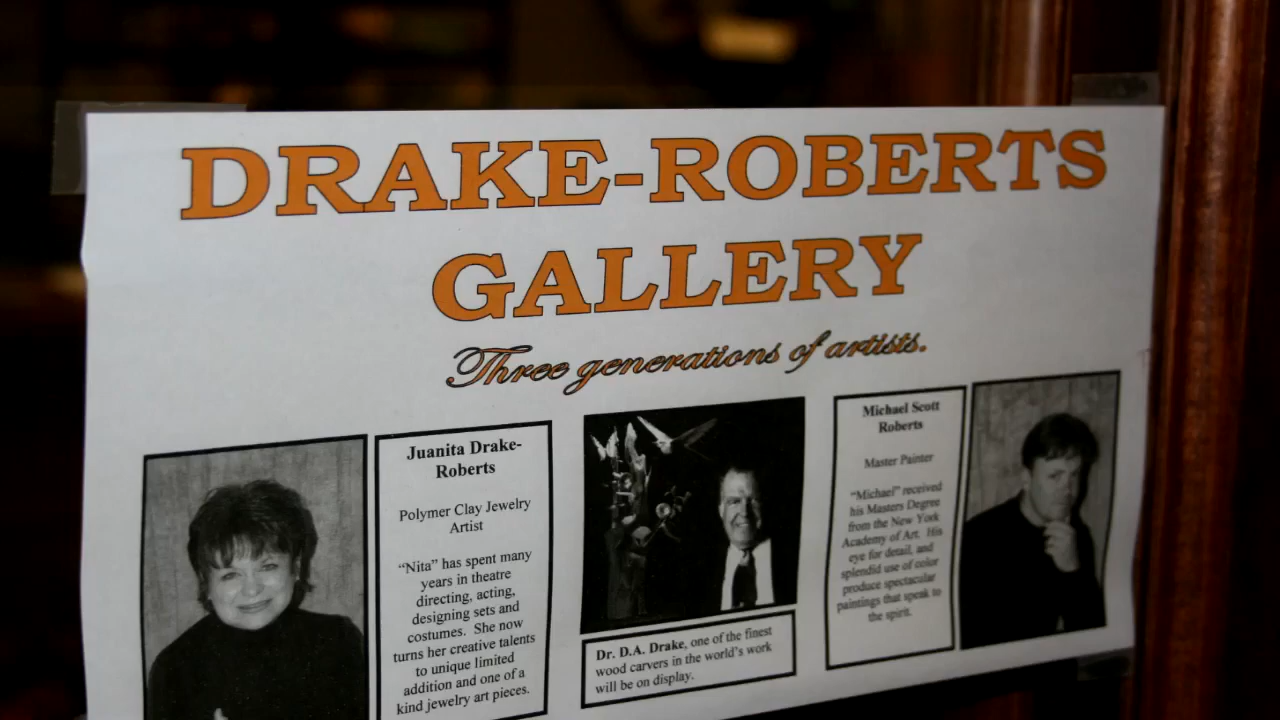 DRAKE-ROBERTS
GALLERY
Three generations of artists.
Juanita Drake-
Roberts
Polymer Clay Jewelry
Artist
“Nita” has spent many
years in theatre
directing, acting,
designing sets and
costumes. She now
turns her creative talents
to unique limited
addition and one of a
kind jewelry art pieces.
Dr. D.A. Drake, one of the finest
wood carvers in the world's work
will be on display.
Michael Scott
Roberts
Master Painter
“Michael” received
his Masters Degree
from the New York
Academy of Art. His
eye for detail, and
splendid use of color
produce spectacular
paintings that speak to
the spirit.